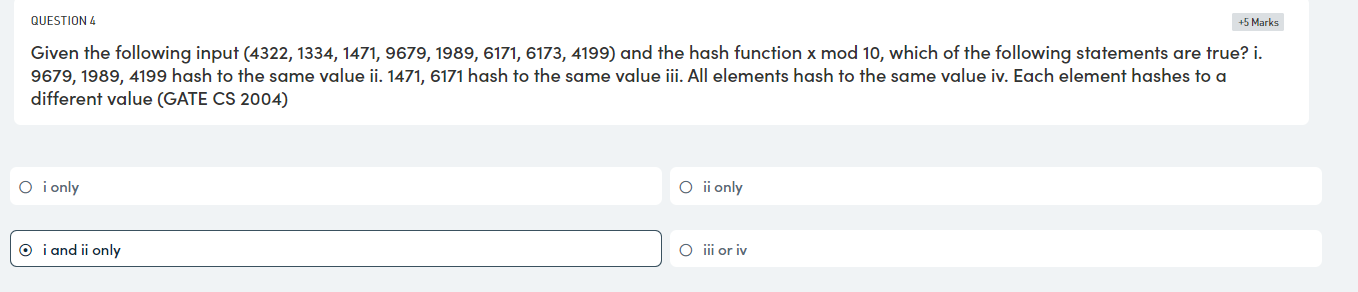 QUESTION 4
+5 Marks
Given the following input (4322, 1334, 1471, 9679, 1989, 6171, 6173, 4199) and the hash function x mod 10, which of the following statements are true? i.
9679, 1989, 4199 hash to the same value ii. 1471, 6171 hash to the same value iii. All elements hash to the same value iv. Each element hashes to a
different value (GATE CS 2004)
i only
ii only
i and ii only
iii or iv